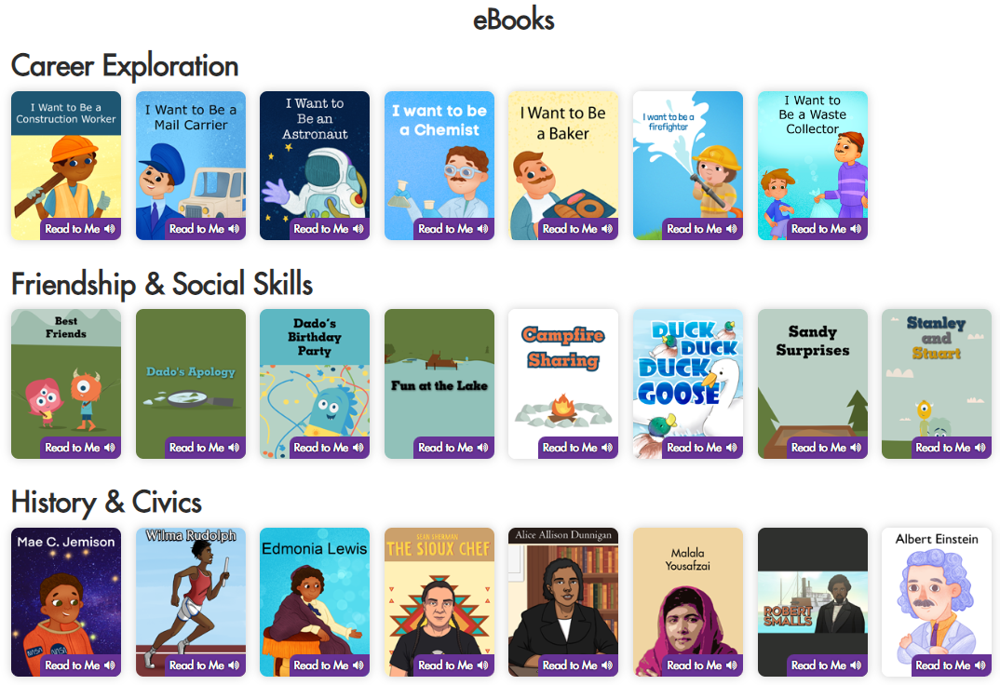 eBooks
Career Exploration
I Want to Be a
Construction Worker
Read to Me
I Want to Be a
Mail Carrier
Read to Me
I Want to
Be an
Astronaut
Read to Me
I want to be
a Chemist
Read to Me
I Want to Be
a Baker
Read to Me
I want to be a
firefighter
Read to Me
I Want to
Be a Waste
Collector
Read to Me
Friendship & Social Skills
Best
Friends
Read to Me
Dado's Apology
Read to Me
Dado's
Birthday
Party
Read to Me
Fun at the Lake
Read to Me
Campfire
Sharing
Read to Me
DUCK
DUCK
DUCK
GOOSE
Read to Me
Sandy
Surprises
Read to Me
Stanley
and
Stuart
Read to Me
History & Civics
Mae C. Jemison
NASA
NASA
Read to Me
Wilma Rudolph
Read to Me
Edmonia Lewis
Read to Me
SEAN SHERMAN
THE SIOUX CHEF
Read to Me
Alice Allison Dunnigan
Read to Me
Malala
Yousafzai
Read to Me
ROBERT
SMALLS
Read to Me
Albert Einstein
Read to Me